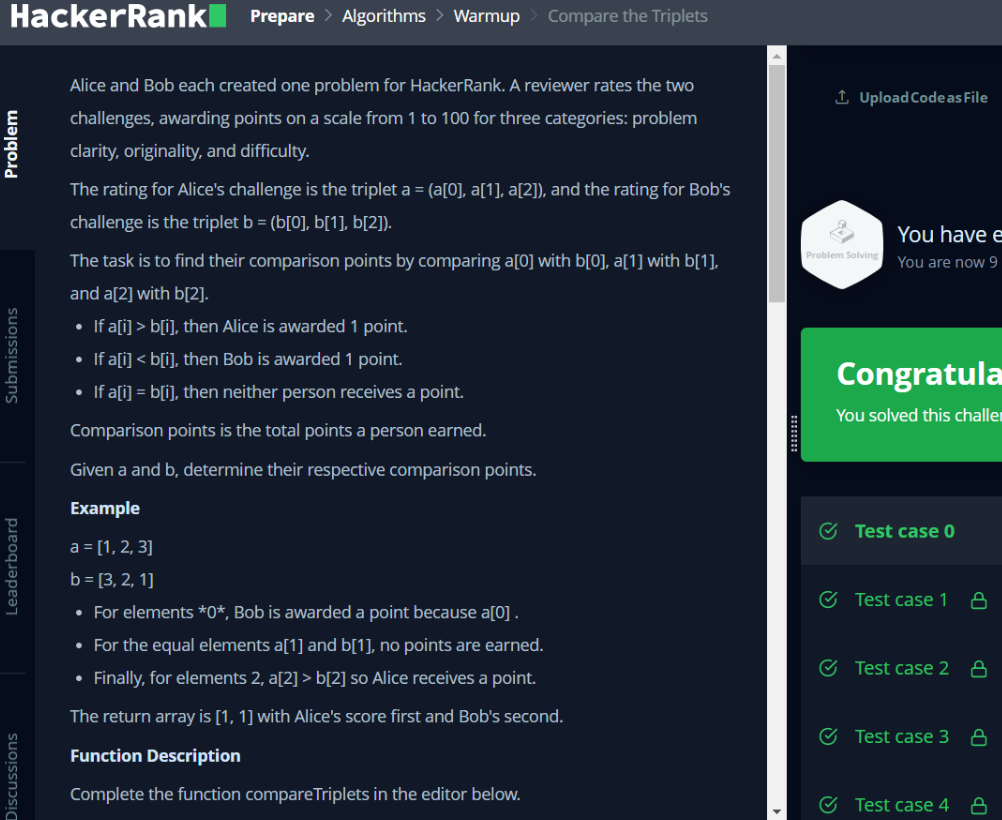 HackerRank
Prepare > Algorithms > Warmup > Compare the Triplets
Problem
Submissions
Leaderboard
Discussions
Alice and Bob each created one problem for HackerRank. A reviewer rates the two
challenges, awarding points on a scale from 1 to 100 for three categories: problem
clarity, originality, and difficulty.
The rating for Alice's challenge is the triplet a = (a[0], a[1], a[2]), and the rating for Bob's
challenge is the triplet b = (b[0], b[1], b[2]).
The task is to find their comparison points by comparing a[0] with b[0], a[1] with b[1],
and a[2] with b[2].
• If a[i] > b[i], then Alice is awarded 1 point.
• If a[i] < b[i], then Bob is awarded 1 point.
• If a[i] = b[i], then neither person receives a point.
Comparison points is the total points a person earned.
Given a and b, determine their respective comparison points.
Example
a = [1, 2, 3]
b = [3, 2, 1]
• For elements *0*, Bob is awarded a point because a[0] .
• For the equal elements a[1] and b[1], no points are earned.
• Finally, for elements 2, a[2] > b[2] so Alice receives a point.
The return array is [1, 1] with Alice's score first and Bob's second.
Function Description
Complete the function compareTriplets in the editor below.
Upload Code as File
Problem Solving
You have e
You are now 9
Congratula
You solved this challen
Test case 0
Test case 1
Test case 2
Test case 3
Test case 4